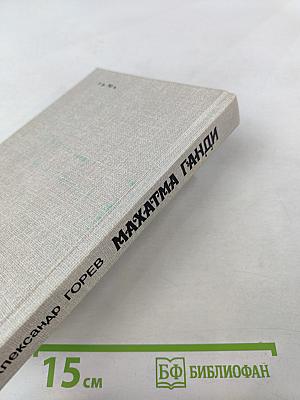 Александр ГОРЕВ МАХАТМА ГАНДИ
15 см
БФ БИБЛИОФАН